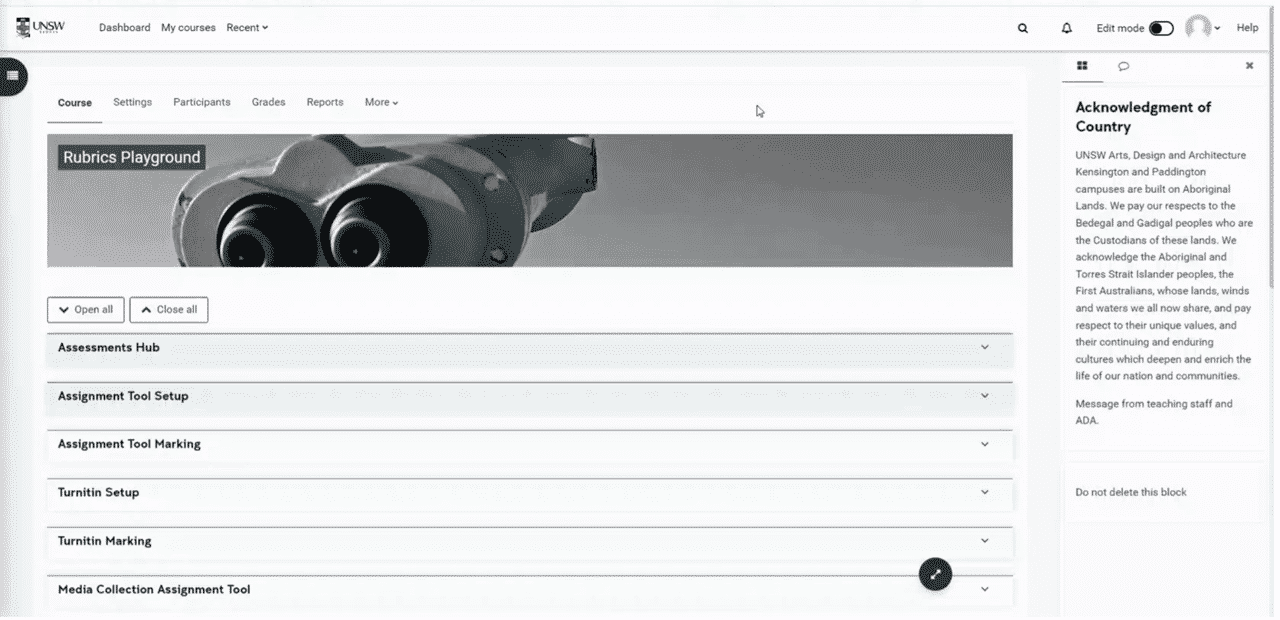 UNSW
Dashboard My courses Recent
Edit mode Help
Course Settings Participants Grades Reports More
Rubrics Playground
Open all Close all
Assessments Hub
Assignment Tool Setup
Assignment Tool Marking
Turnitin Setup
Turnitin Marking
Media Collection Assignment Tool
Acknowledgment of
Country
UNSW Arts, Design and Architecture
Kensington and Paddington
campuses are built on Aboriginal
Lands. We pay our respects to the
Bedegal and Gadigal peoples who are
the Custodians of these lands. We
acknowledge the Aboriginal and
Torres Strait Islander peoples, the
First Australians, whose lands, winds
and waters we all now share, and pay
respect to their unique values, and
their continuing and enduring
cultures which deepen and enrich the
life of our nation and communities.
Message from teaching staff and
ADA.
Do not delete this block